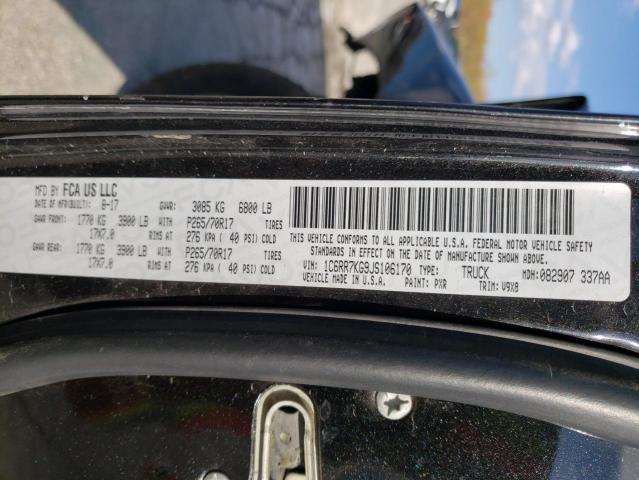 MFD BY FCA US LLC
DATE OF MFR(BUILT): 8-17 GVWR: 3085 KG 6800 LB
GAWR FRONT: 1770 KG 3900 LB WITH P265/70R17 TIRES
17X7.0 RIMS AT 276 KPA ( 40 PSI) COLD
GAWR REAR: 1770 KG 3900 LB WITH P265/70R17 TIRES
17X7.0 RIMS AT 276 KPA ( 40 PSI) COLD
THIS VEHICLE CONFORMS TO ALL APPLICABLE U.S.A. FEDERAL MOTOR VEHICLE SAFETY
STANDARDS IN EFFECT ON THE DATE OF MANUFACTURE SHOWN ABOVE
VIN: 1C6RR7KG9JS106170 TYPE: TRUCK MDH: 082907 337AA
VEHICLE MADE IN U.S.A. PAINT: PXR TRIM: V9X8